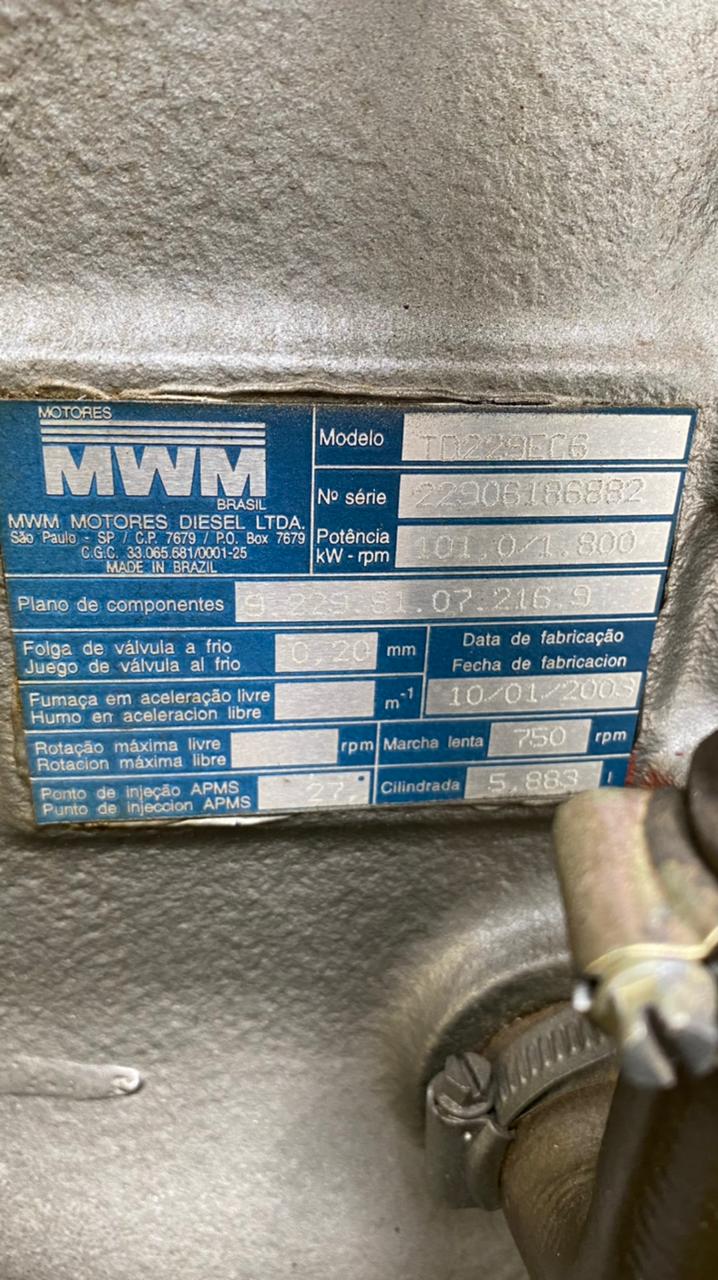 MOTORES
MWM
BRASIL
MWM MOTORES DIESEL LTDA.
São Paulo - SP / C.P. 7679 / P.O. Box 7679
C.G.C. 33.065.681/0001-25
MADE IN BRAZIL
Modelo TD229EC6
Nº série 22906186882
Potência
kW - rpm 101.0/1.800
Plano de componentes 9.229.81.07.216.9
Folga de válvula a frio
Juego de válvula al frio 0,20 mm
Data de fabricação
Fecha de fabricacion
10/01/2003
Fumaça em aceleração livre
Humo en aceleracion libre m-1
Rotação máxima livre
Rotacion máxima libre rpm
Marcha lenta 750 rpm
Ponto de injeção APMS
Punto de injeccion APMS 27°
Cilindrada 5,883 l